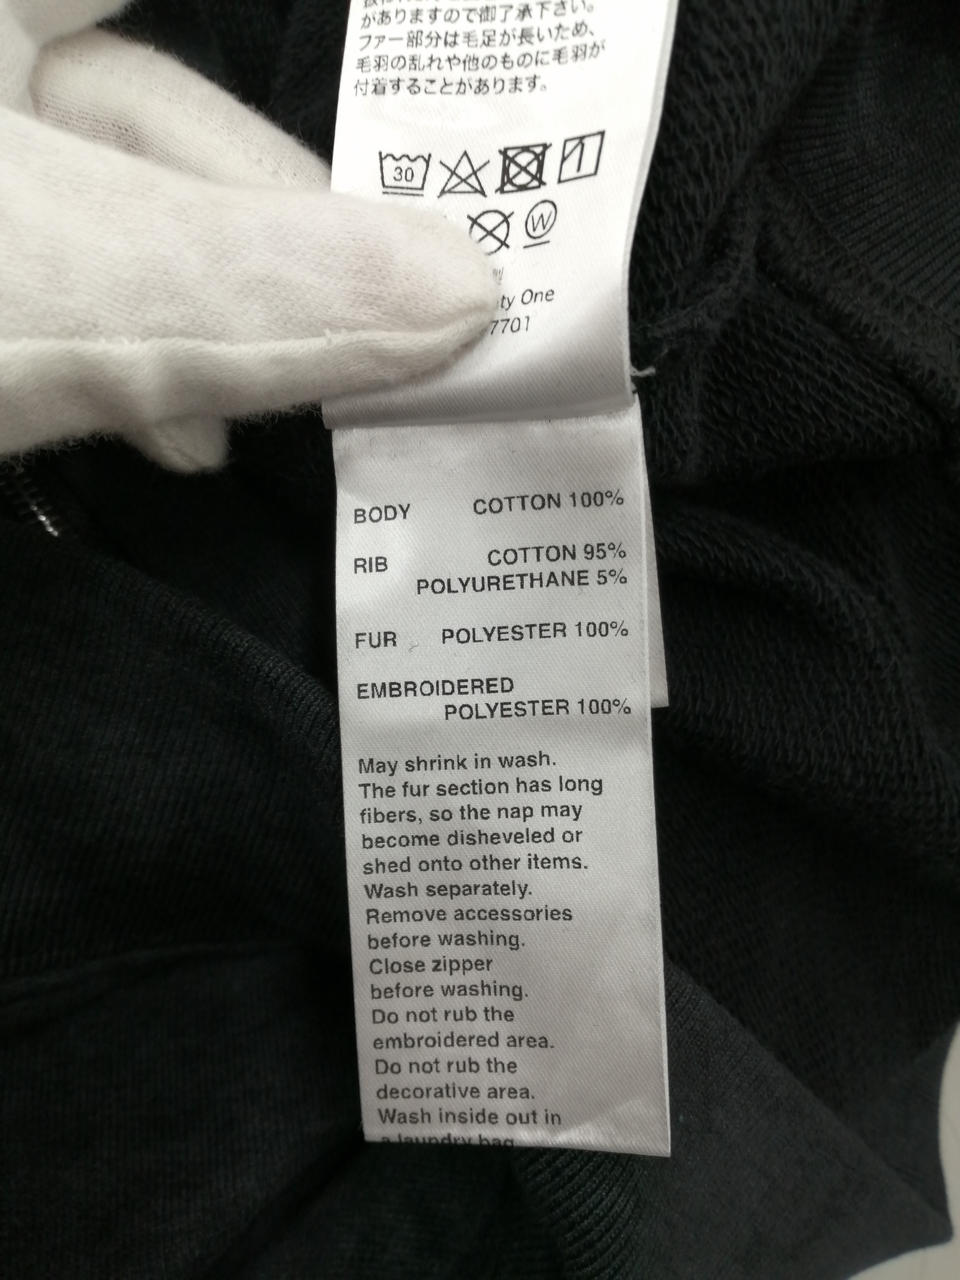 がありますので御了承下さい。
ファー部分は毛足が長いため、
毛羽の乱れや他のものに毛羽が
付着することがあります。
30
W
ty One
7701
BODY COTTON 100%
RIB COTTON 95%
POLYURETHANE 5%
FUR POLYESTER 100%
EMBROIDERED
POLYESTER 100%
May shrink in wash.
The fur section has long
fibers, so the nap may
become disheveled or
shed onto other items.
Wash separately.
Remove accessories
before washing.
Close zipper
before washing.
Do not rub the
embroidered area.
Do not rub the
decorative area.
Wash inside out in
a laundry bag